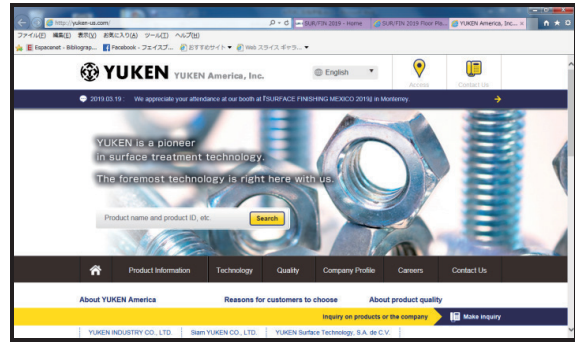 http://yuken-us.com/
SUR/FIN 2019 - Home
SUR/FIN 2019 Floor Pla...
YUKEN America, Inc...
ファイル(F) 編集(E) 表示(V) お気に入り(A) ツール(T) ヘルプ(H)
Espacenet - Bibliograp...
Facebook - フェイスブ...
おすすめサイト
Web スライス ギャラ...
YUKEN YUKEN America, Inc.
English
Access
Contact Us
2019.03.19 : We appreciate your attendance at our booth at『SURFACE FINISHING MEXICO 2019』in Monterrey.
YUKEN is a pioneer
in surface treatment technology.
The foremost technology is right here with us.
Product name and product ID, etc.
Search
Product Information Technology Quality Company Profile Careers Contact Us
About YUKEN America Reasons for customers to choose About product quality
Inquiry on products or the company Make inquiry
YUKEN INDUSTRY CO., LTD. Siam YUKEN CO., LTD. YUKEN Surface Technology, S.A. de C.V.